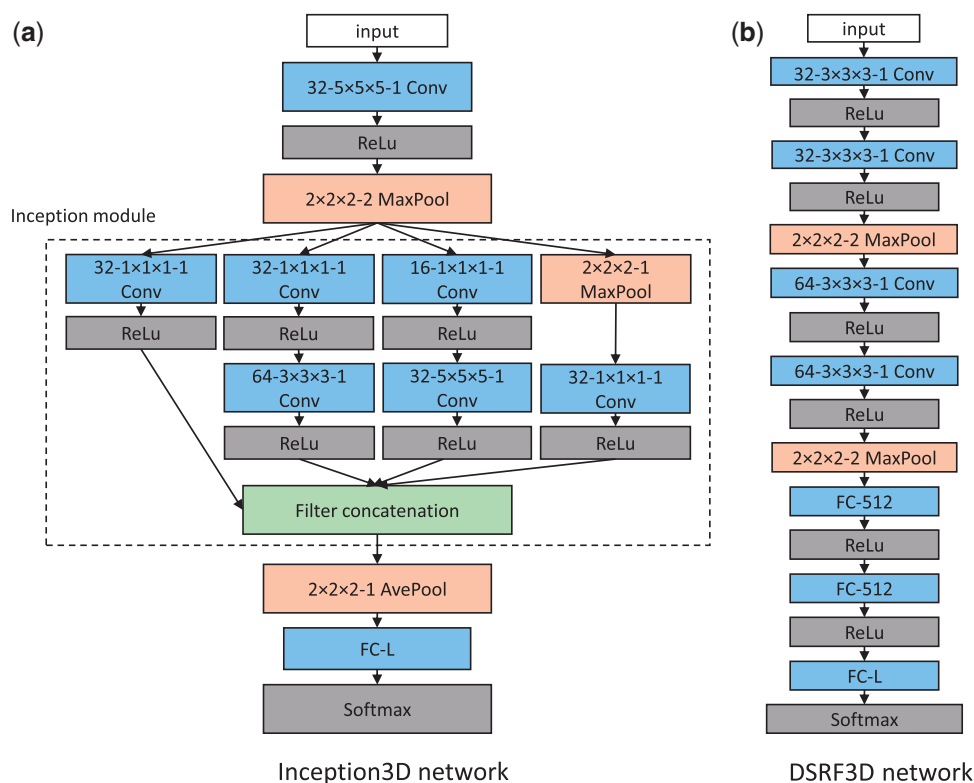 (a)
input
32-5×5×5-1 Conv
ReLu
2×2×2-2 MaxPool
Inception module
32-1×1×1-1
Conv
ReLu
32-1×1×1-1
Conv
ReLu
64-3×3×3-1
Conv
ReLu
16-1×1×1-1
Conv
ReLu
32-5×5×5-1
Conv
ReLu
2×2×2-1
MaxPool
32-1×1×1-1
Conv
ReLu
Filter concatenation
2×2×2-1 AvePool
FC-L
Softmax
Inception3D network
(b)
input
32-3×3×3-1 Conv
ReLu
32-3×3×3-1 Conv
ReLu
2×2×2-2 MaxPool
64-3×3×3-1 Conv
ReLu
64-3×3×3-1 Conv
ReLu
2×2×2-2 MaxPool
FC-512
ReLu
FC-512
ReLu
FC-L
Softmax
DSRF3D network